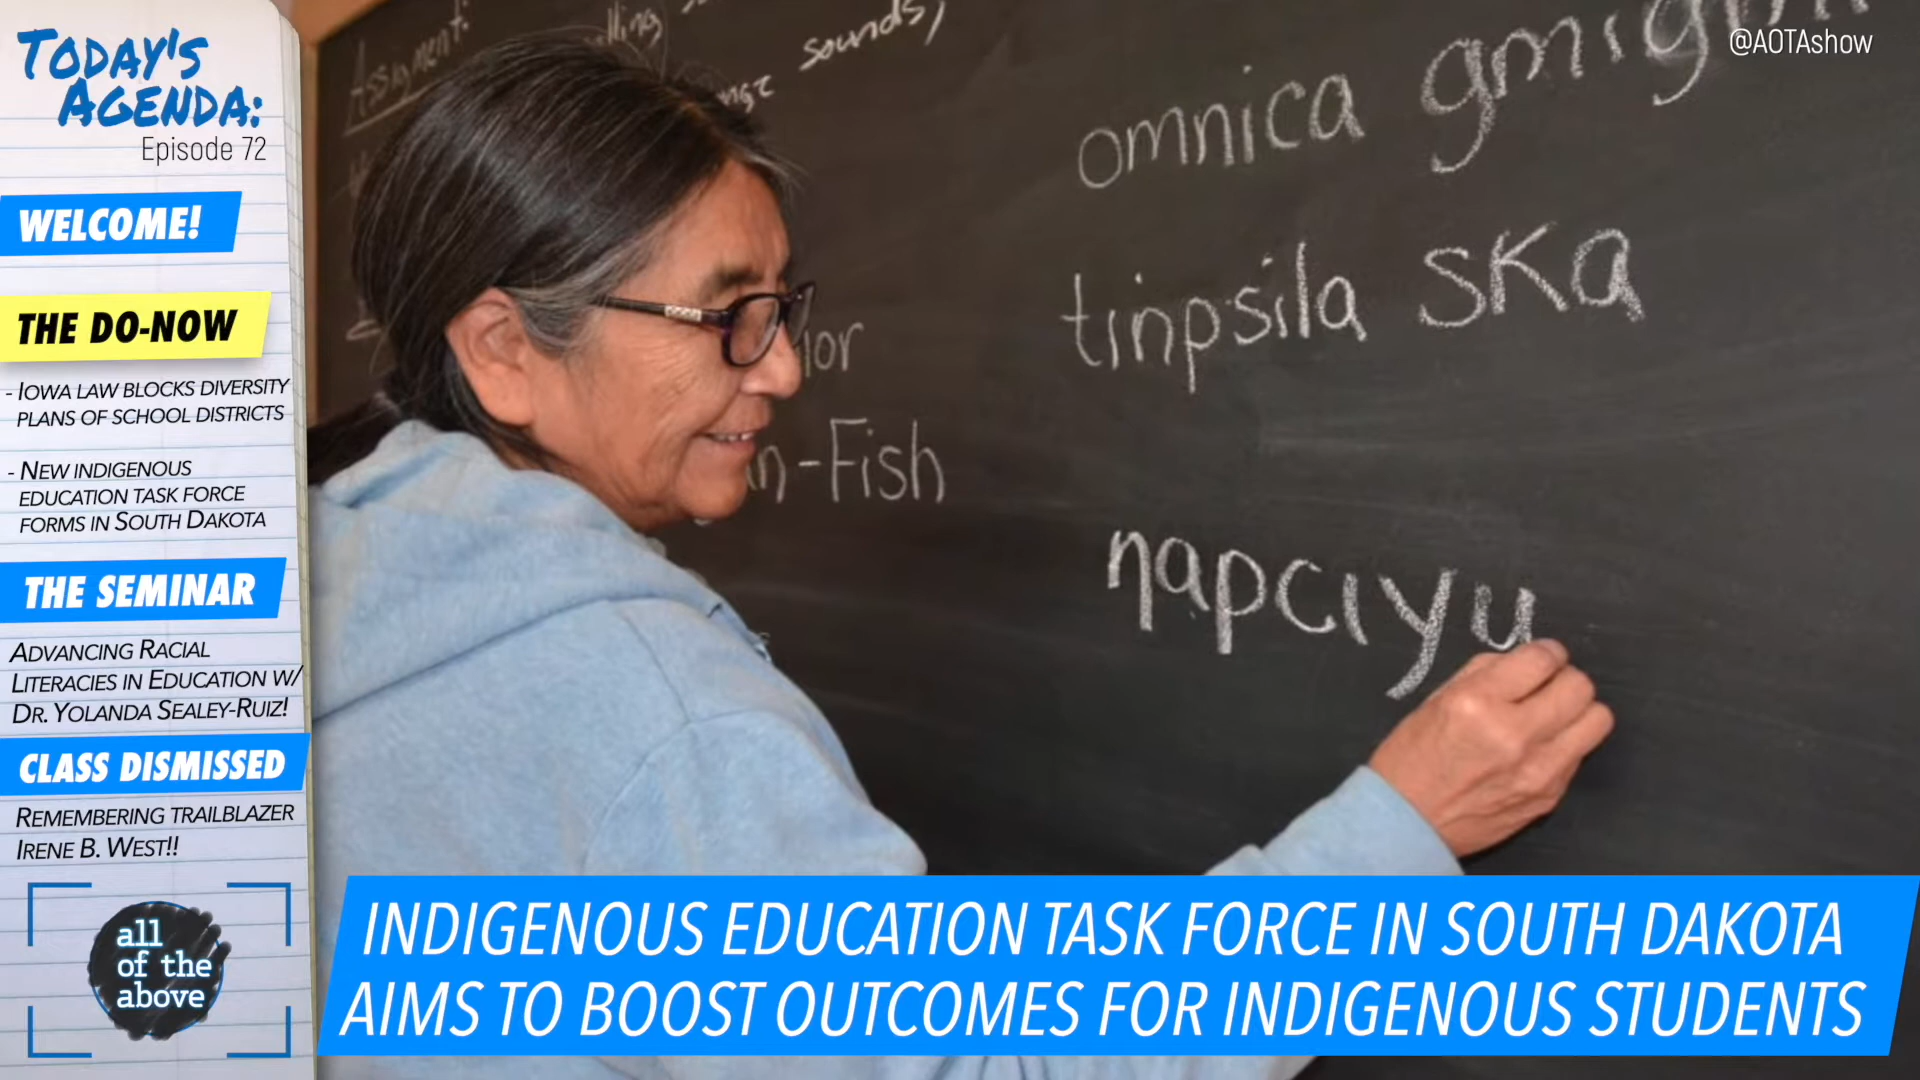 TODAY'S
AGENDA:
Episode 72
WELCOME!
THE DO-NOW
- IOWA LAW BLOCKS DIVERSITY
PLANS OF SCHOOL DISTRICTS
- NEW INDIGENOUS
EDUCATION TASK FORCE
FORMS IN SOUTH DAKOTA
THE SEMINAR
ADVANCING RACIAL
LITERACIES IN EDUCATION W/
DR. YOLANDA SEALEY-RUIZ!
CLASS DISMISSED
REMEMBERING TRAILBLAZER
IRENE B. WEST!!
all
of the
above
@AOTAshow
Assignment:
sounds,
omnica
tinpsila ska
-Fish
napciyu
INDIGENOUS EDUCATION TASK FORCE IN SOUTH DAKOTA
AIMS TO BOOST OUTCOMES FOR INDIGENOUS STUDENTS